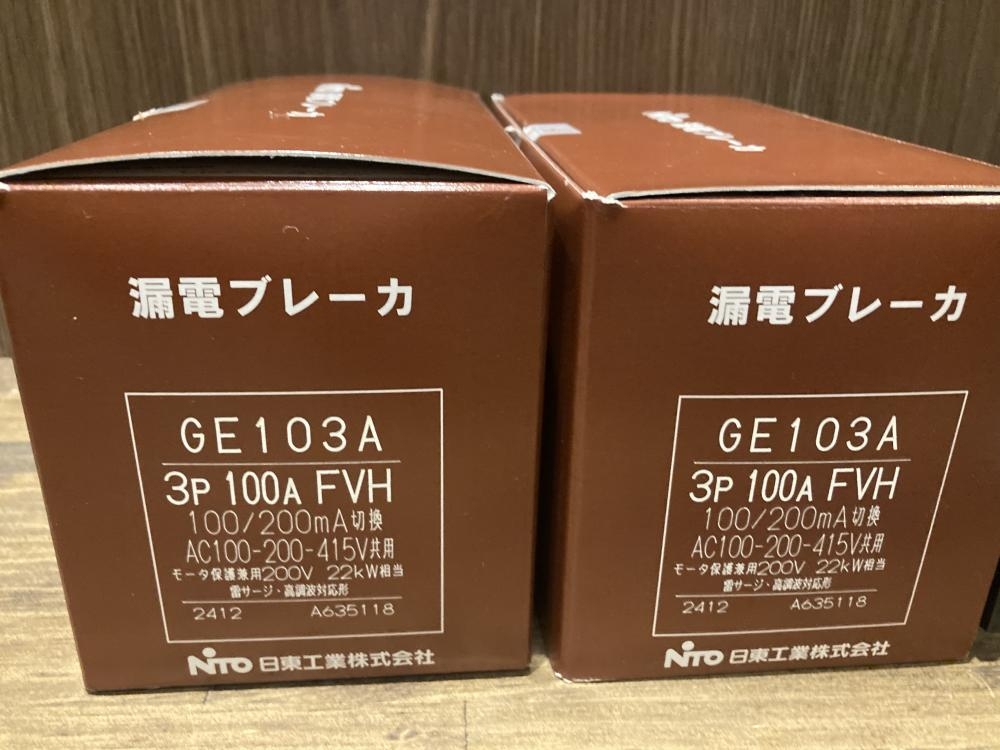 漏電ブレーカ
GE103A
3P 100A FVH
100/200mA切換
AC100-200-415V共用
モータ保護兼用200V 22kW相当
雷サージ・高調波対応形
2412 A635118
NITO 日東工業株式会社
漏電ブレーカ
GE103A
3P 100A FVH
100/200mA切換
AC100-200-415V共用
モータ保護兼用200V 22kW相当
雷サージ・高調波対応形
2412 A635118
NITO 日東工業株式会社